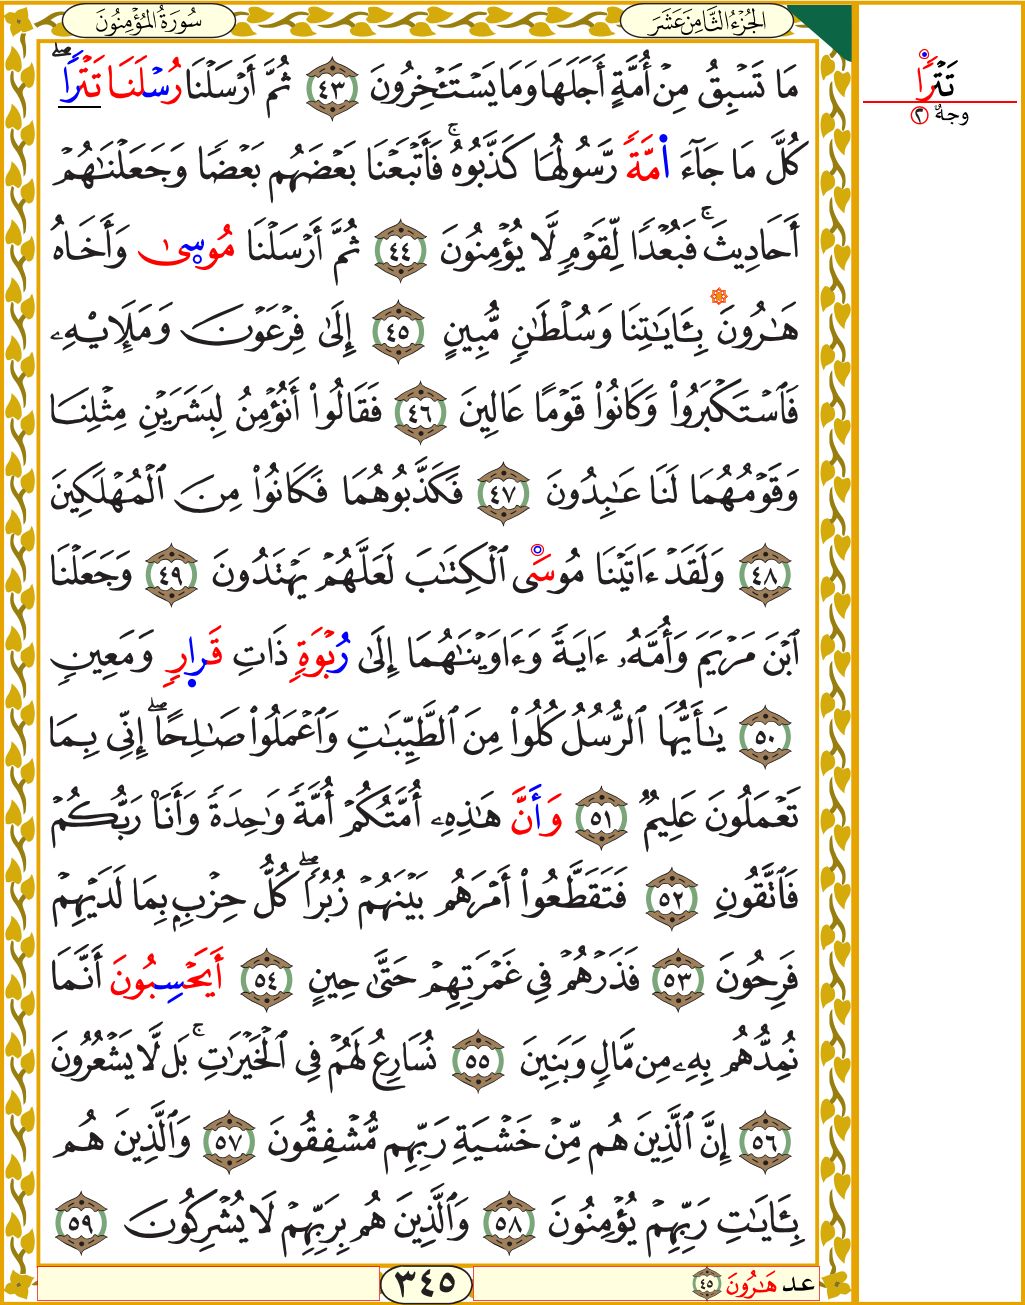 سُورَةُ المُؤْمِنُونَ
الجُزْءُ الثَّامِنَ عَشَرَ
مَا تَسۡبِقُ مِنۡ أُمَّةٍ أَجَلَهَا وَمَا يَسۡتَـٔۡخِرُونَ ٤٣ ثُمَّ أَرۡسَلۡنَا رُسۡلَنَا تَتۡرࣰَاۖ
كُلَّ مَا جَآءَ اُ۬مَّةࣰ رَّسُولُهَا كَذَّبُوهُۚ فَأَتۡبَعۡنَا بَعۡضَهُم بَعۡضࣰا وَجَعَلۡنَٰهُمۡ
أَحَادِيثَۚ فَبُعۡدࣰا لِّقَوۡمࣲ لَّا يُؤۡمِنُونَ ٤٤ ثُمَّ أَرۡسَلۡنَا مُوسۭىٰ وَأَخَاهُ
هَٰرُونَ بِـَٔايَٰتِنَا وَسُلۡطَٰنࣲ مُّبِينٍ ٤٥ إِلَىٰ فِرۡعَوۡنَ وَمَلَإِيْهِۦ
فَٱسۡتَكۡبَرُواْ وَكَانُواْ قَوۡمًا عَالِينَ ٤٦ فَقَالُوٓاْ أَنُؤۡمِنُ لِبَشَرَيۡنِ مِثۡلِنَا
وَقَوۡمُهُمَا لَنَا عَٰبِدُونَ ٤٧ فَكَذَّبُوهُمَا فَكَانُواْ مِنَ ٱلۡمُهۡلَكِينَ
٤٨ وَلَقَدۡ ءَاتَيۡنَا مُوسَى ٱلۡكِتَٰبَ لَعَلَّهُمۡ يَهۡتَدُونَ ٤٩ وَجَعَلۡنَا
ٱبۡنَ مَرۡيَمَ وَأُمَّهُۥ ءَايَةࣰ وَءَاوَيۡنَٰهُمَا إِلَىٰ رُبۡوَةࣲ ذَاتِ قَرِارࣲ وَمَعِينࣲ
٥٠ يَٰٓأَيُّهَا ٱلرُّسُلُ كُلُواْ مِنَ ٱلطَّيِّبَٰتِ وَٱعۡمَلُواْ صَٰلِحًاۖ إِنِّي بِمَا
تَعۡمَلُونَ عَلِيمࣱ ٥١ وَأَنَّ هَٰذِهِۦ أُمَّتُكُمۡ أُمَّةࣰ وَٰحِدَةࣰ وَأَنَا۠ رَبُّكُمۡ
فَٱتَّقُونِ ٥٢ فَتَقَطَّعُوٓاْ أَمۡرَهُم بَيۡنَهُمۡ زُبُرࣰاۖ كُلُّ حِزۡبِۭ بِمَا لَدَيۡهِمۡ
فَرِحُونَ ٥٣ فَذَرۡهُمۡ فِي غَمۡرَتِهِمۡ حَتَّىٰ حِينٍ ٥٤ أَيَحۡسِبُونَ أَنَّمَا
نُمِدُّهُم بِهِۦ مِن مَّالࣲ وَبَنِينَ ٥٥ نُسَارِعُ لَهُمۡ فِي ٱلۡخَيۡرَٰتِۚ بَل لَّا يَشۡعُرُونَ
٥٦ إِنَّ ٱلَّذِينَ هُم مِّنۡ خَشۡيَةِ رَبِّهِم مُّشۡفِقُونَ ٥٧ وَٱلَّذِينَ هُم
بِـَٔايَٰتِ رَبِّهِمۡ يُؤۡمِنُونَ ٥٨ وَٱلَّذِينَ هُم بِرَبِّهِمۡ لَا يُشۡرِكُونَ ٥٩
تَتۡرࣰَا
وجهٌ ٢
عد هَٰرُونَ ٤٥
٣٤٥